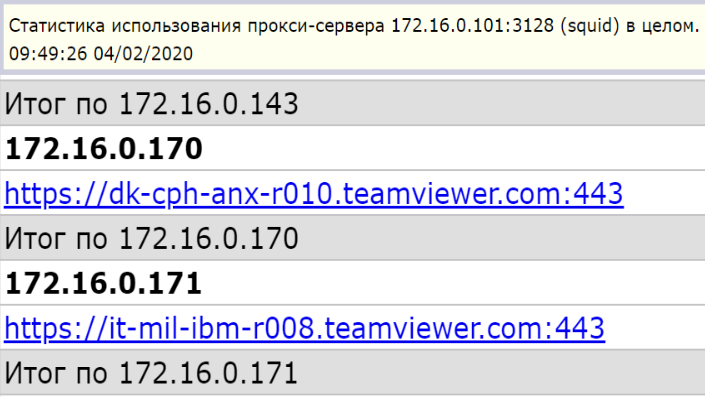 Статистика использования прокси-сервера 172.16.0.101:3128 (squid) в целом.
09:49:26 04/02/2020
Итог по 172.16.0.143
172.16.0.170
https://dk-cph-anx-r010.teamviewer.com:443
Итог по 172.16.0.170
172.16.0.171
https://it-mil-ibm-r008.teamviewer.com:443
Итог по 172.16.0.171